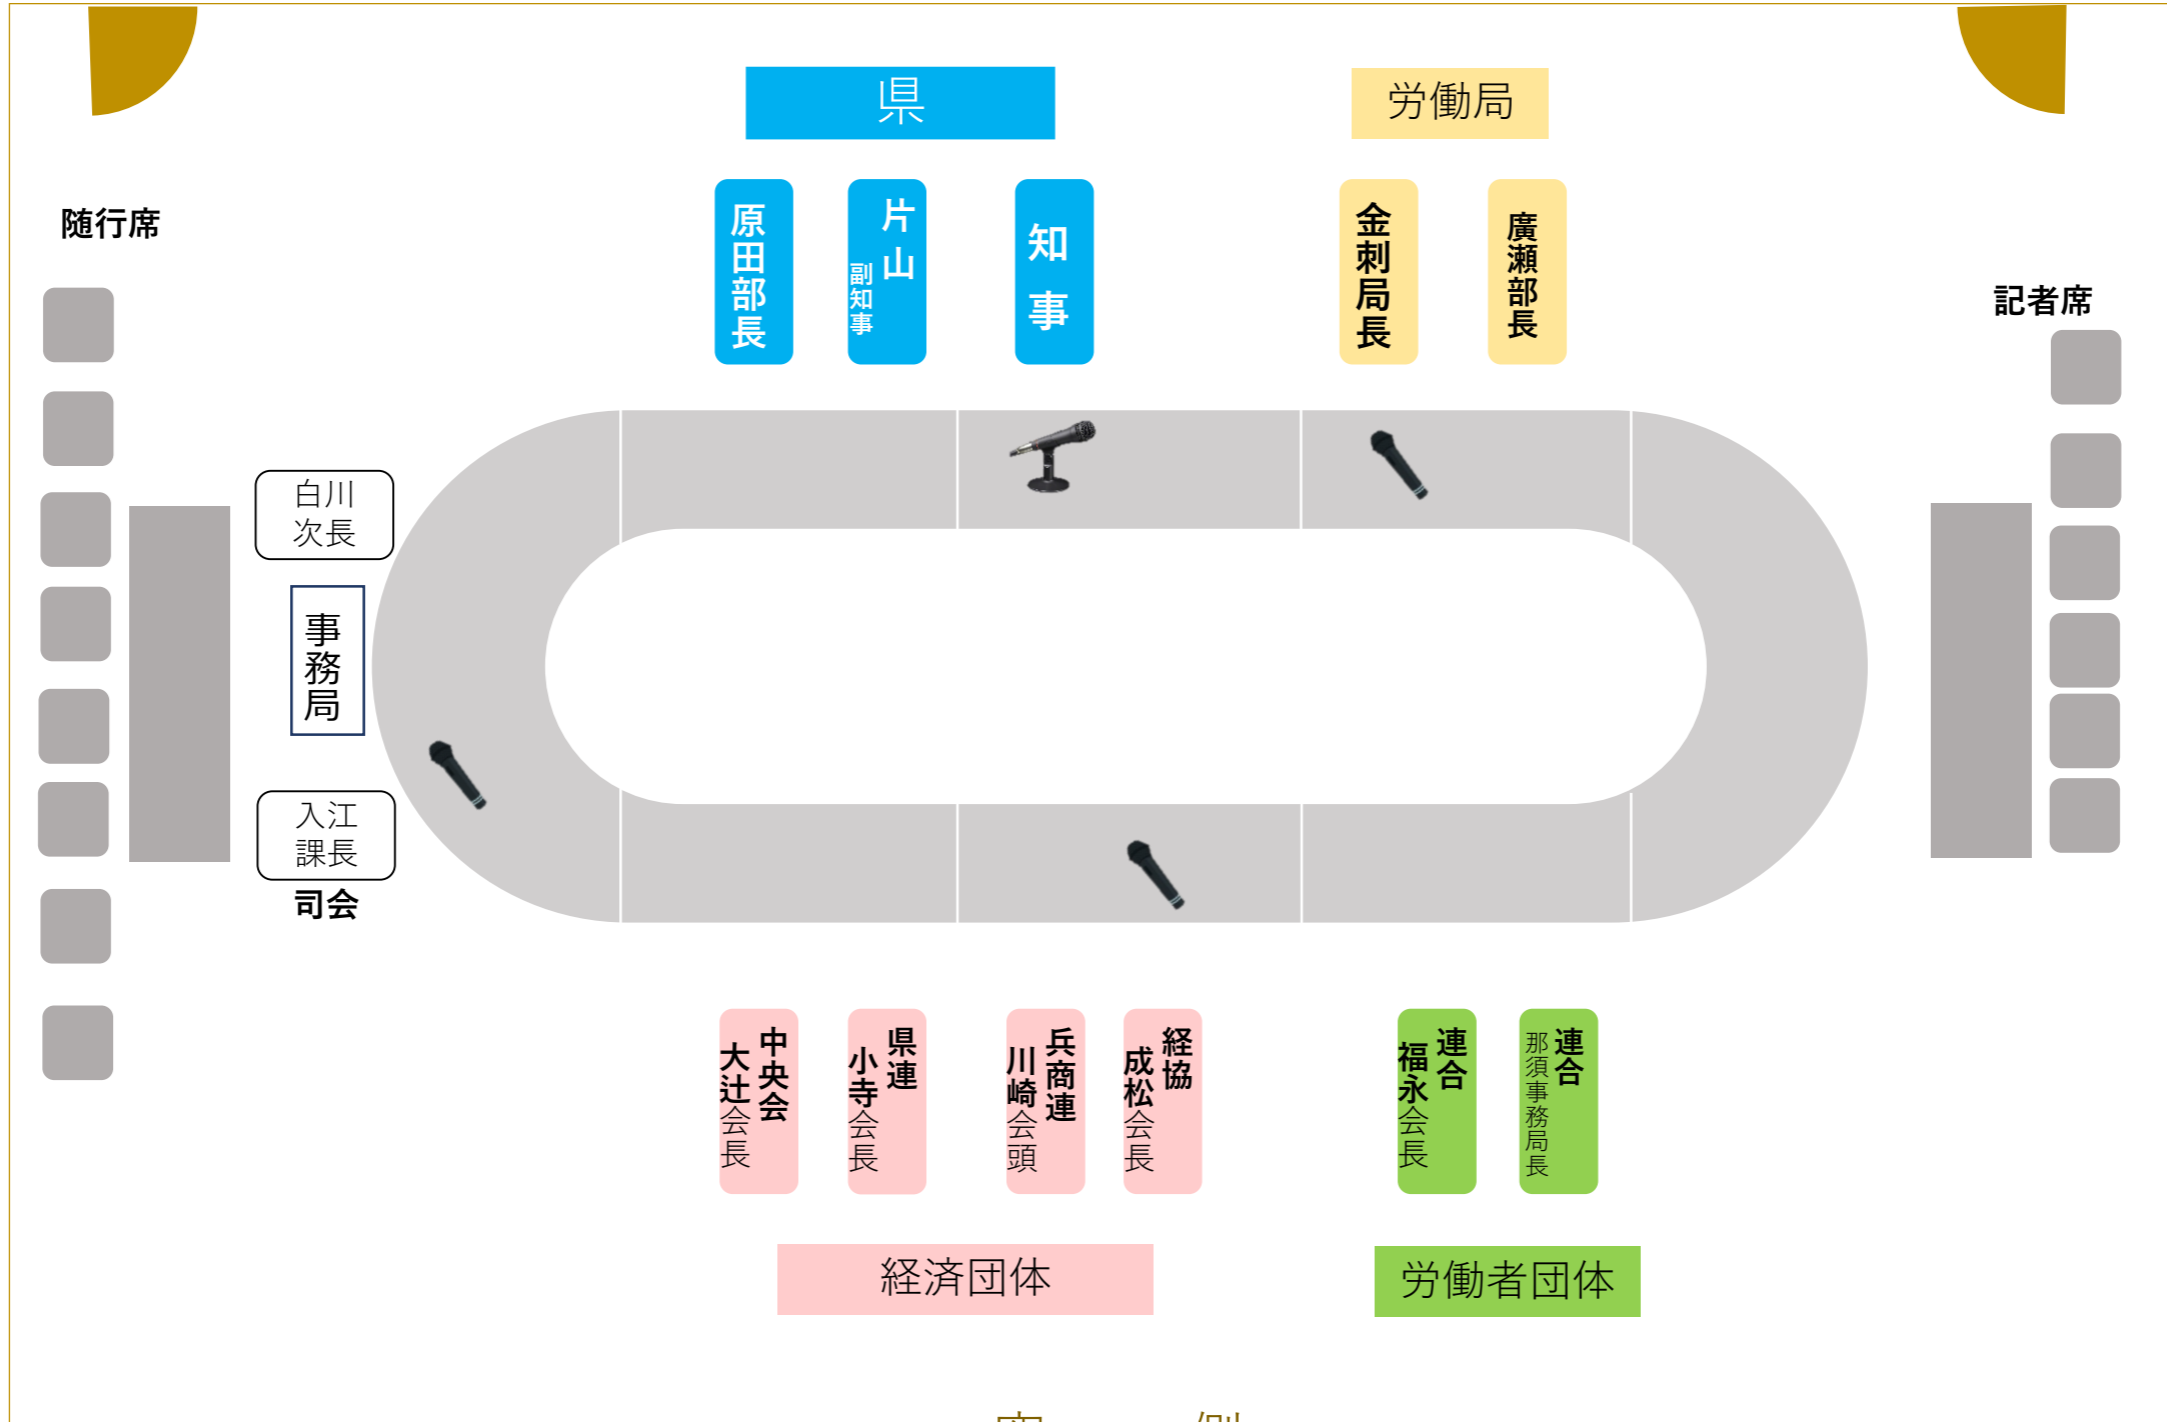 県
労働局
随行席
原田部長
片山
副知事
知事
金刺局長
廣瀬部長
記者席
白川
次長
事務局
入江
課長
司会
中央会
大辻会長
県連
小寺会長
兵商連
川崎会頭
経協
成松会長
連合
福永会長
連合
那須事務局長
経済団体
労働者団体